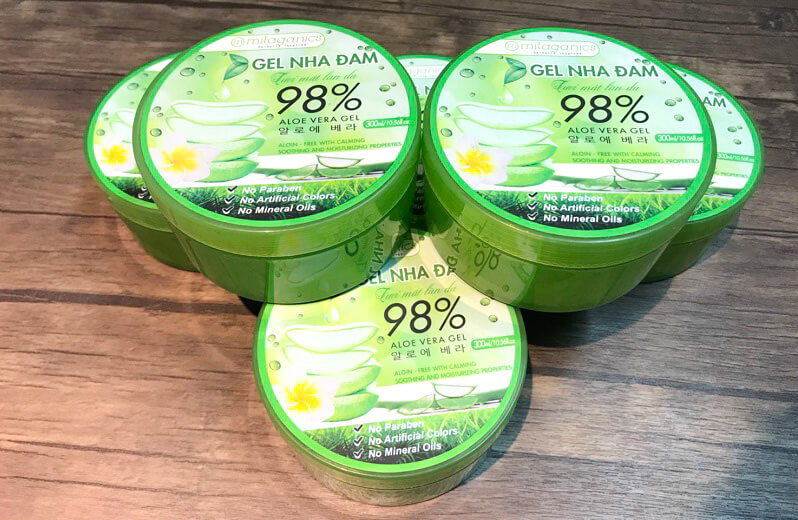 milaganics
GEL NHA ĐAM
Tươi mát làn da
98%
ALOE VERA GEL
알로에 베라
300ml/10.56fl.oz
ALOIN - FREE WITH CALMING
SOOTHING AND MOISTURIZING PROPERTIES
No Paraben
No Artificial Colors
No Mineral Oils
milaganics
GEL NHA ĐAM
Tươi mát làn da
98%
ALOE VERA GEL
알로에 베라
300ml/10.56fl.oz
ALOIN - FREE WITH CALMING
SOOTHING AND MOISTURIZING PROPERTIES
No Paraben
No Artificial Colors
No Mineral Oils
GEL NHA ĐAM
Tươi mát làn da
98%
ALOE VERA GEL
알로에 베라
300ml/10.56fl.oz
ALOIN - FREE WITH CALMING
SOOTHING AND MOISTURIZING PROPERTIES
No Paraben
No Artificial Colors
No Mineral Oils